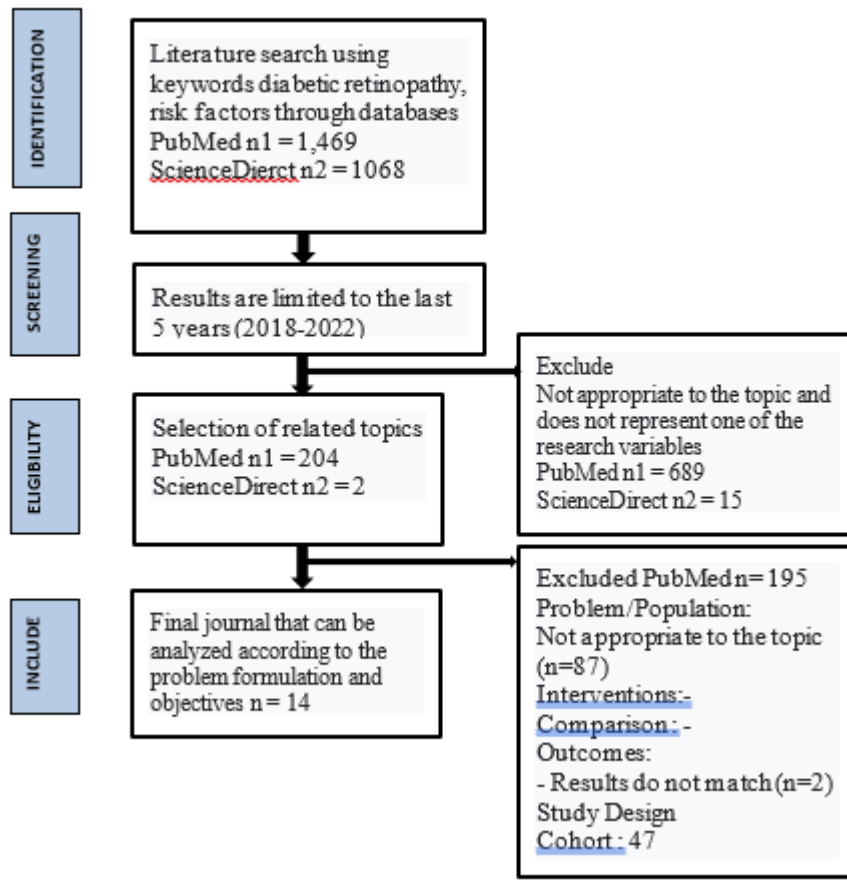 IDENTIFICATION
Literature search using
keywords diabetic retinopathy,
risk factors through databases
PubMed n1 = 1,469
ScienceDierct n2 = 1068
SCREENING
Results are limited to the last
5 years (2018-2022)
Exclude
Not appropriate to the topic and
does not represent one of the
research variables
PubMed n1 = 689
ScienceDirect n2 = 15
ELIGIBILITY
Selection of related topics
PubMed n1 = 204
ScienceDirect n2 = 2
Excluded PubMed n= 195
Problem/Population:
Not appropriate to the topic
(n=87)
Interventions:-
Comparison : -
Outcomes:
- Results do not match (n=2)
Study Design
Cohort : 47
INCLUDE
Final journal that can be
analyzed according to the
problem formulation and
objectives n = 14